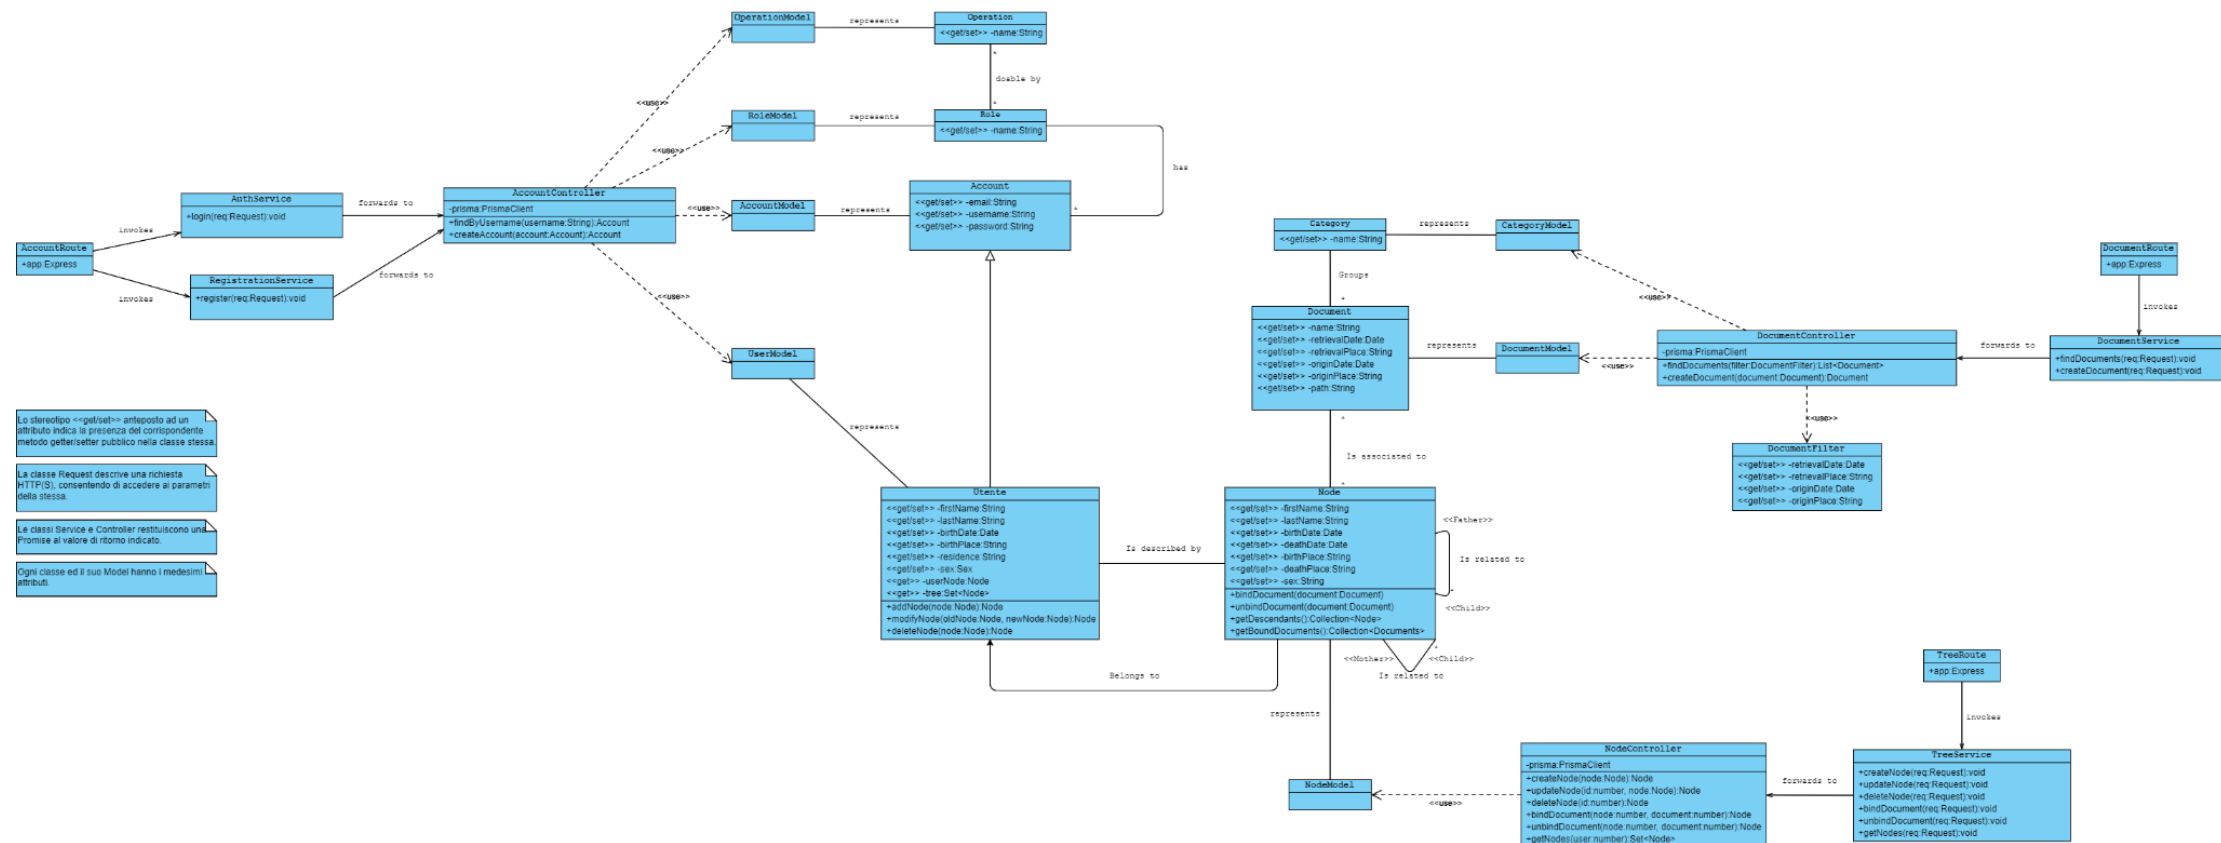 OperationModel
represents
Operation
<<get/set>> -name:String
*
doable by
*
<<use>>
RoleModel
represents
Role
<<get/set>> -name:String
<<use>>
has
*
AuthService
+login(req:Request):void
forwards to
invokes
AccountRoute
+app:Express
invokes
RegistrationService
+register(req:Request):void
forwards to
AccountController
-prisma:PrismaClient
+findByUsername(username:String):Account
+createAccount(account:Account):Account
<<use>>
AccountModel
represents
Account
<<get/set>> -email:String
<<get/set>> -username:String
<<get/set>> -password:String
<<use>>
UserModel
represents
Category
<<get/set>> -name:String
represents
CategoryModel
Groups
*
<<use>>
Document
<<get/set>> -name:String
<<get/set>> -retrievalDate:Date
<<get/set>> -retrievalPlace:String
<<get/set>> -originDate:Date
<<get/set>> -originPlace:String
<<get/set>> -path:String
represents
DocumentModel
<<use>>
DocumentController
-prisma:PrismaClient
+findDocuments(filter:DocumentFilter):List<Document>
+createDocument(document:Document):Document
forwards to
DocumentRoute
+app:Express
invokes
DocumentService
+findDocuments(req:Request):void
+createDocument(req:Request):void
<<use>>
DocumentFilter
<<get/set>> -retrievalDate:Date
<<get/set>> -retrievalPlace:String
<<get/set>> -originDate:Date
<<get/set>> -originPlace:String
*
Is associated to
*
Lo stereotipo <<get/set>> anteposto ad un
attributo indica la presenza del corrispondente
metodo getter/setter pubblico nella classe stessa.
La classe Request descrive una richiesta
HTTP(S), consentendo di accedere ai parametri
della stessa.
Le classi Service e Controller restituiscono una
Promise al valore di ritorno indicato.
Ogni classe ed il suo Model hanno i medesimi
attributi.
Utente
<<get/set>> -firstName:String
<<get/set>> -lastName:String
<<get/set>> -birthDate:Date
<<get/set>> -birthPlace:String
<<get/set>> -residence:String
<<get/set>> -sex:Sex
<<get>> -userNode:Node
<<get>> -tree:Set<Node>
+addNode(node:Node):Node
+modifyNode(oldNode:Node, newNode:Node):Node
+deleteNode(node:Node):Node
Is described by
Node
<<get/set>> -firstName:String
<<get/set>> -lastName:String
<<get/set>> -birthDate:Date
<<get/set>> -deathDate:Date
<<get/set>> -birthPlace:String
<<get/set>> -deathPlace:String
<<get/set>> -sex:String
+bindDocument(document:Document)
+unbindDocument(document:Document)
+getDescendants():Collection<Node>
+getBoundDocuments():Collection<Documents>
<<Father>>
Is related to
*
<<Child>>
*
<<Mother>>
<<Child>>
Is related to
Belongs to
represents
NodeModel
<<use>>
NodeController
-prisma:PrismaClient
+createNode(node:Node):Node
+updateNode(id:number, node:Node):Node
+deleteNode(id:number):Node
+bindDocument(node:number, document:number):Node
+unbindDocument(node:number, document:number):Node
+getNodes(user:number):Set<Node>
forwards to
TreeRoute
+app:Express
invokes
TreeService
+createNode(req:Request):void
+updateNode(req:Request):void
+deleteNode(req:Request):void
+bindDocument(req:Request):void
+unbindDocument(req:Request):void
+getNodes(req:Request):void